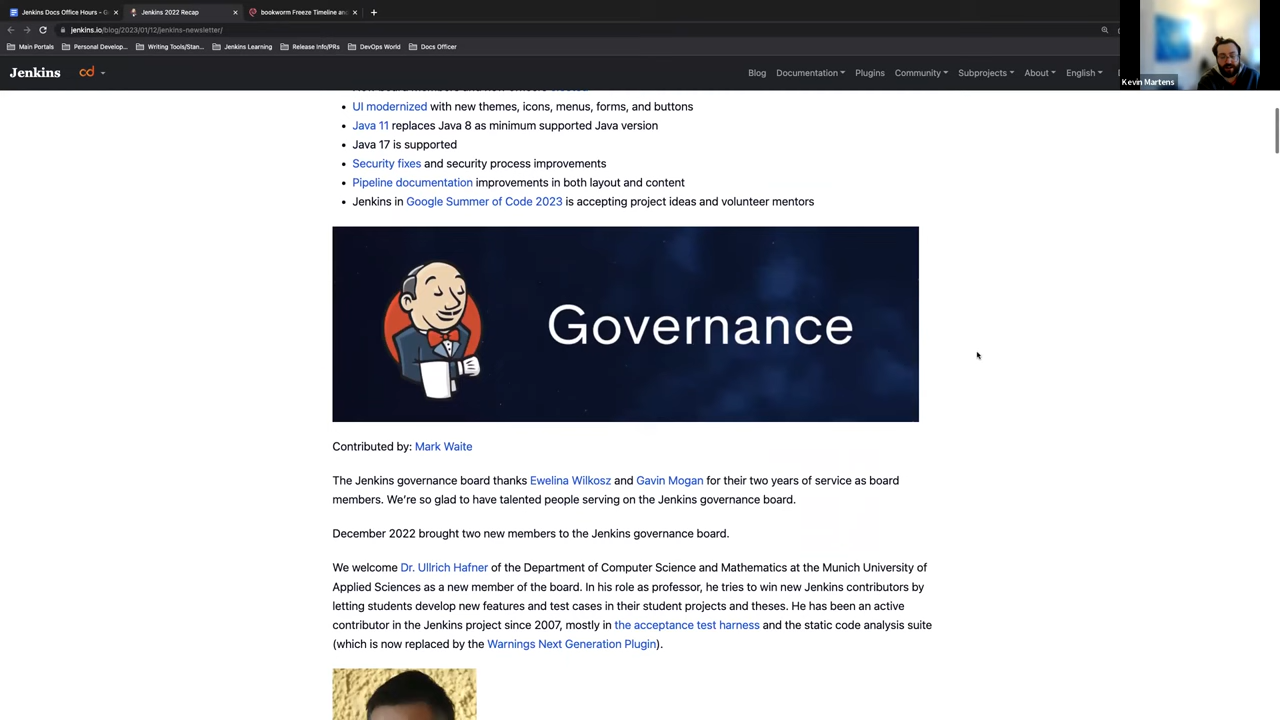 Jenkins Docs Office Hours - G
Jenkins 2022 Recap
bookworm Freeze Timeline an
jenkins.io/blog/2023/01/12/jenkins-newsletter/
Main Portals
Personal Develop...
Writing Tools/Stan...
Jenkins Learning
Release Info/PRs
DevOps World
Docs Officer
Jenkins
cd
Blog
Documentation
Plugins
Community
Subprojects
About
English
Kevin Martens
UI modernized with new themes, icons, menus, forms, and buttons
Java 11 replaces Java 8 as minimum supported Java version
Java 17 is supported
Security fixes and security process improvements
Pipeline documentation improvements in both layout and content
Jenkins in Google Summer of Code 2023 is accepting project ideas and volunteer mentors
Governance
Contributed by: Mark Waite
The Jenkins governance board thanks Ewelina Wilkosz and Gavin Mogan for their two years of service as board
members. We're so glad to have talented people serving on the Jenkins governance board.
December 2022 brought two new members to the Jenkins governance board.
We welcome Dr. Ullrich Hafner of the Department of Computer Science and Mathematics at the Munich University of
Applied Sciences as a new member of the board. In his role as professor, he tries to win new Jenkins contributors by
letting students develop new features and test cases in their student projects and theses. He has been an active
contributor in the Jenkins project since 2007, mostly in the acceptance test harness and the static code analysis suite
(which is now replaced by the Warnings Next Generation Plugin).